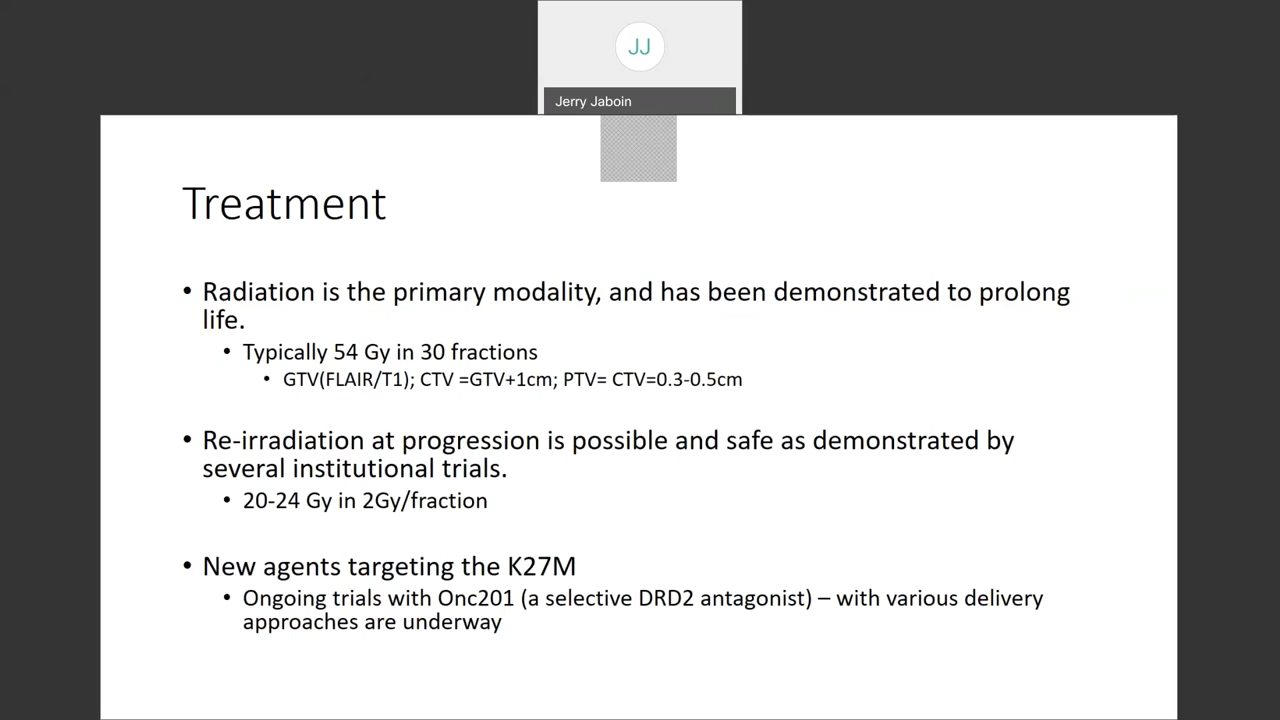 JJ
Jerry Jaboin
Treatment
• Radiation is the primary modality, and has been demonstrated to prolong
life.
• Typically 54 Gy in 30 fractions
• GTV(FLAIR/T1); CTV =GTV+1cm; PTV= CTV=0.3-0.5cm
• Re-irradiation at progression is possible and safe as demonstrated by
several institutional trials.
• 20-24 Gy in 2Gy/fraction
• New agents targeting the K27M
• Ongoing trials with Onc201 (a selective DRD2 antagonist) – with various delivery
approaches are underway